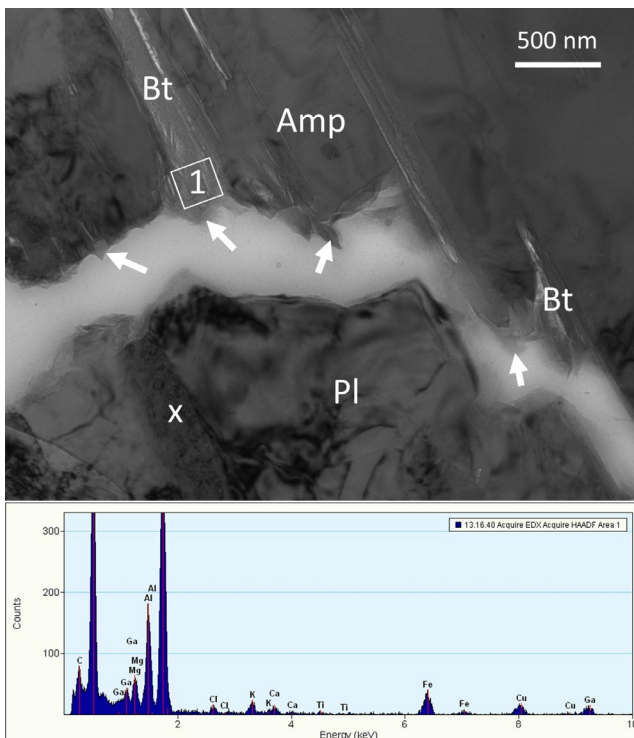 500 nm
Bt
Amp
1
Bt
Pl
x
13.16.40 Acquire EDX Acquire HAADF Area 1
300
200
100
Counts
C
Ga
Ga
Ga
Mg
Mg
Al
Al
Cl
Cl
K
K
Ca
Ca
Ti
Ti
Fe
Fe
Cu
Cu
Ga
2
4
6
8
10
Energy (keV)